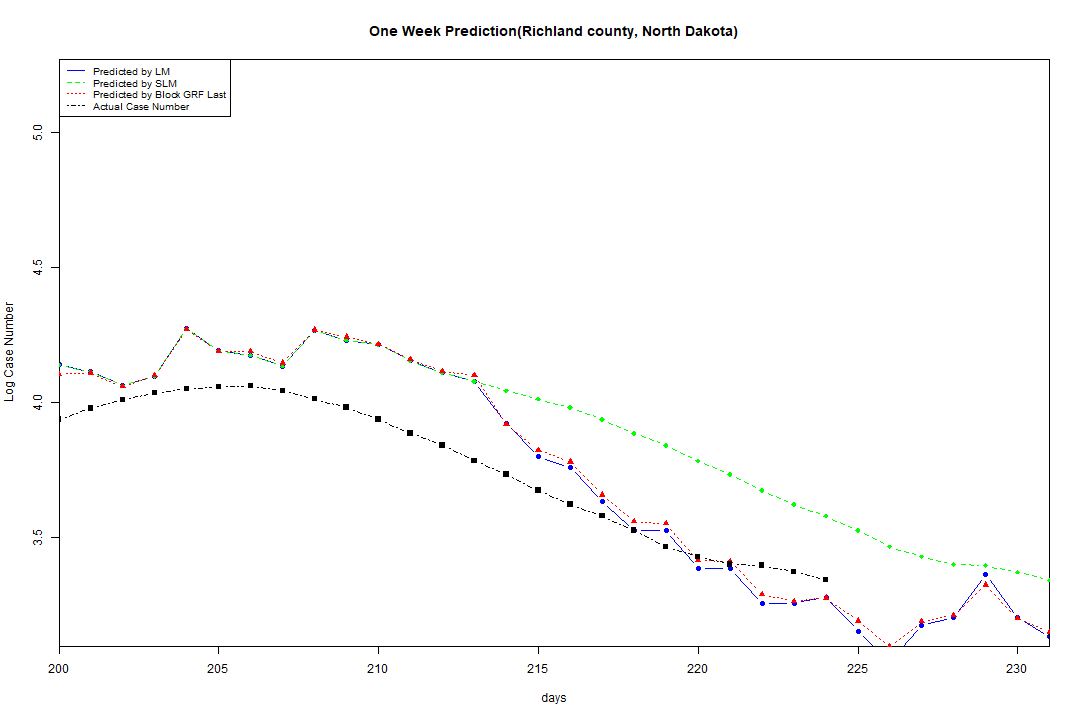 One Week Prediction(Richland county, North Dakota)
Predicted by LM
Predicted by SLM
Predicted by Block GRF Last
Actual Case Number
5.0
4.5
4.0
3.5
Log Case Number
200 205 210 215 220 225 230
days